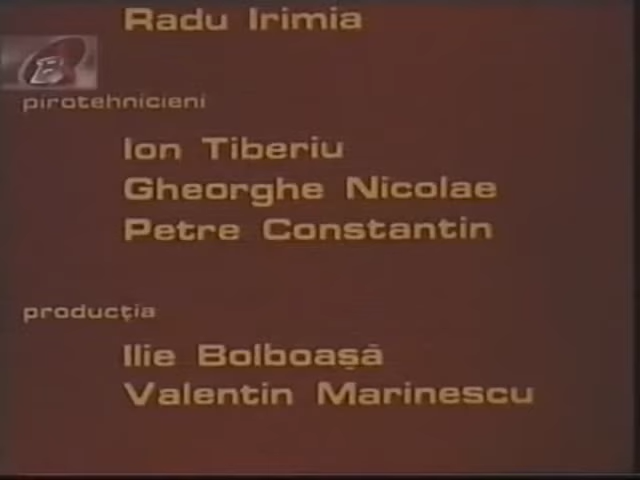 Radu Irimia
B
pirotehnicieni
Ion Tiberiu
Gheorghe Nicolae
Petre Constantin
producția
Ilie Bolboașă
Valentin Marinescu